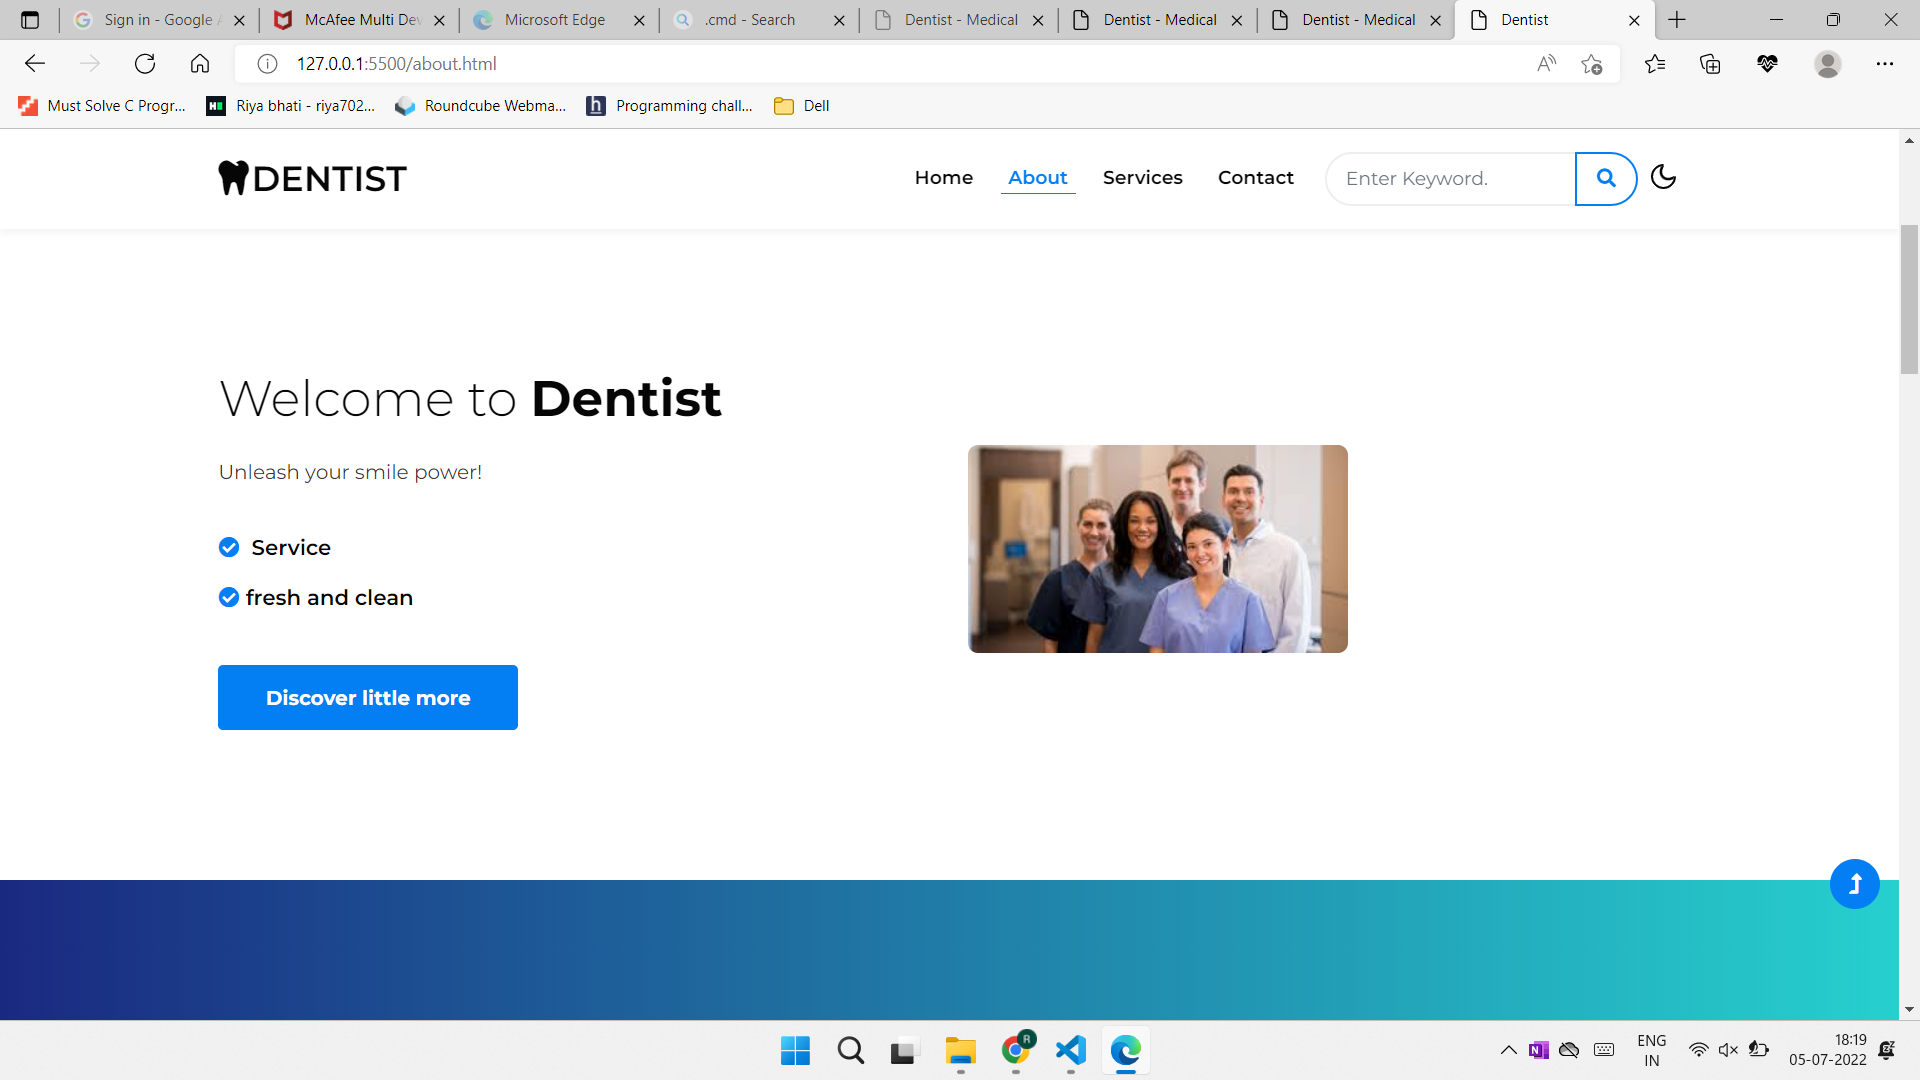 Sign in - Google A
McAfee Multi Dev
Microsoft Edge
.cmd - Search
Dentist - Medical
Dentist - Medical
Dentist - Medical
Dentist
127.0.0.1:5500/about.html
Must Solve C Progr...
Riya bhati - riya702...
Roundcube Webma...
h Programming chall...
Dell
DENTIST
Home
About
Services
Contact
Enter Keyword.
Welcome to Dentist
Unleash your smile power!
Service
fresh and clean
Discover little more
R
N
ENG
IN
18:19
05-07-2022